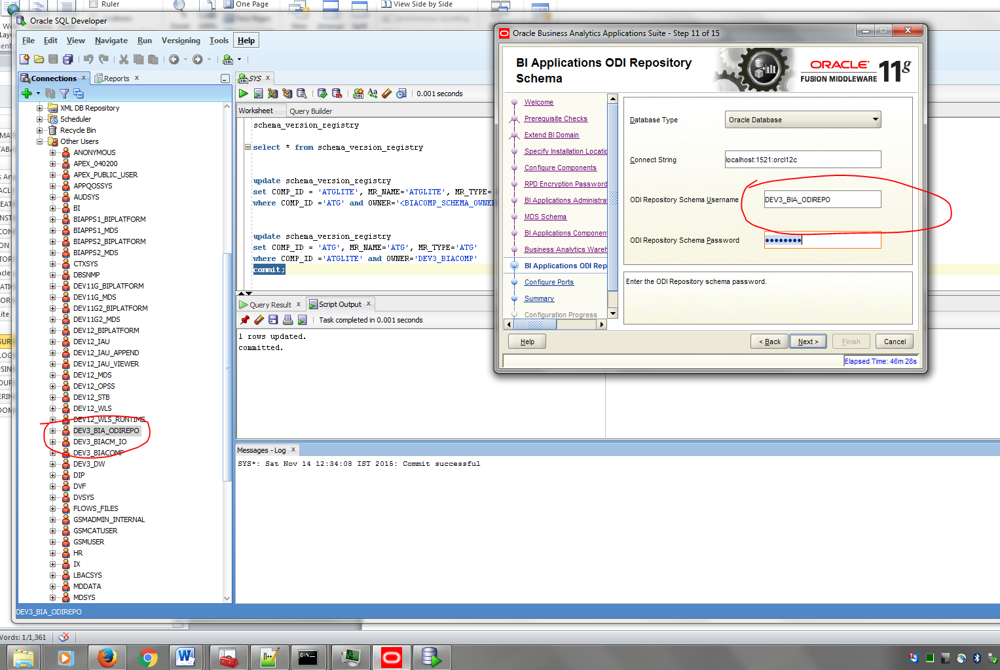 Ruler
One Page
View Side by Side
Oracle SQL Developer
File Edit View Navigate Run Versioning Tools Help
Connections x Reports x
XML DB Repository
Scheduler
Recycle Bin
Other Users
ANONYMOUS
APEX_040200
APEX_PUBLIC_USER
APPQOSSYS
AUDSYS
BI
BIAPPS1_BIPLATFORM
BIAPPS1_MDS
BIAPPS2_BIPLATFORM
BIAPPS2_MDS
CTXSYS
DBSNMP
DEV11G_BIPLATFORM
DEV11G_MDS
DEV11G2_BIPLATFORM
DEV11G2_MDS
DEV12_BIPLATFORM
DEV12_IAU
DEV12_IAU_APPEND
DEV12_IAU_VIEWER
DEV12_MDS
DEV12_OPSS
DEV12_STB
DEV12_WLS
DEV12_WLS_RUNTIME
DEV3_BIA_ODIREPO
DEV3_BIACM_IO
DEV3_BIACOMP
DEV3_DW
DIP
DVF
DVSYS
FLOWS_FILES
GSMADMIN_INTERNAL
GSMCATUSER
GSMUSER
HR
IX
LBACSYS
MDDATA
MDSYS
DEV3_BIA_ODIREPO
SYS x
0.001 seconds
Worksheet Query Builder
schema_version_registry
select * from schema_version_registry
update schema_version_registry
set COMP_ID = 'ATGLITE', MR_NAME='ATGLITE', MR_TYPE=
where COMP_ID ='ATG' and OWNER='<BIACOMP_SCHEMA_OWNER
update schema_version_registry
set COMP_ID = 'ATG', MR_NAME='ATG', MR_TYPE='ATG'
where COMP_ID ='ATGLITE' and OWNER='DEV3_BIACOMP'
commit;
Query Result x Script Output x
Task completed in 0.001 seconds
1 rows updated.
committed.
Messages - Log x
SYS*: Sat Nov 14 12:34:08 IST 2015: Commit successful
Oracle Business Analytics Applications Suite - Step 11 of 15
BI Applications ODI Repository
Schema
ORACLE
FUSION MIDDLEWARE 11g
Welcome
Prerequisite Checks
Extend BI Domain
Specify Installation Locatio
Configure Components
RPD Encryption Password
BI Applications Administra
MDS Schema
BI Applications Component
Business Analytics Wareh
BI Applications ODI Rep
Configure Ports
Summary
Configuration Progress
Database Type Oracle Database
Connect String localhost:1521:orcl12c
ODI Repository Schema Username DEV3_BIA_ODIREPO
ODI Repository Schema Password
Enter the ODI Repository schema password.
Help < Back Next > Finish Cancel
Elapsed Time: 46m 28s
Words: 1/1,361